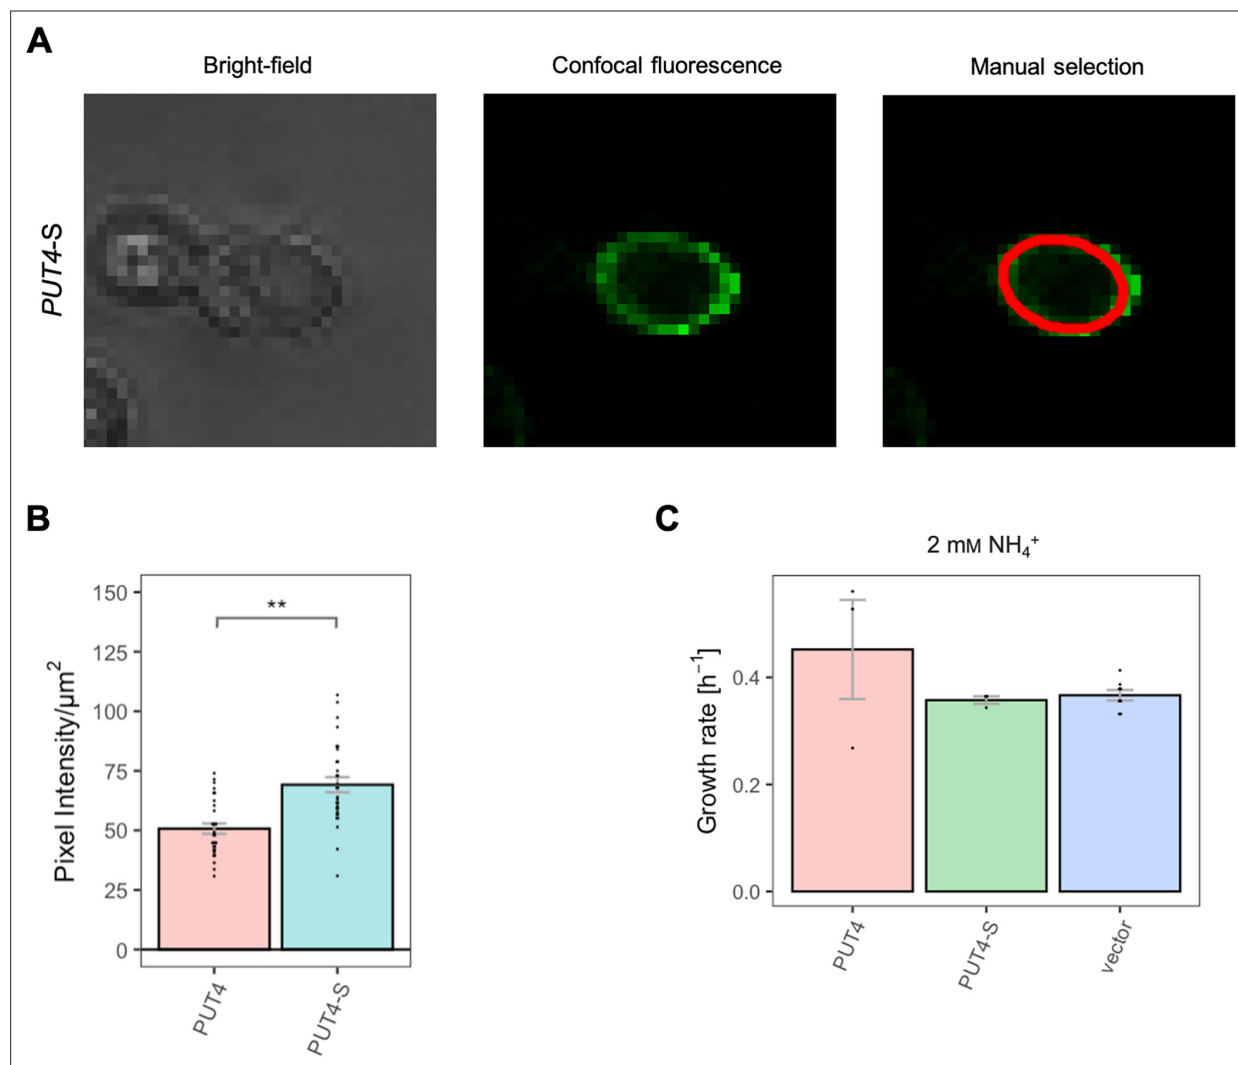 A
Bright-field
Confocal fluorescence
Manual selection
PUT4-S
B
Pixel Intensity/µm²
150
125
100
75
50
25
0
**
PUT4
PUT4-S
C
2 mM NH₄⁺
Growth rate [h⁻¹]
0.4
0.2
0.0
PUT4
PUT4-S
vector